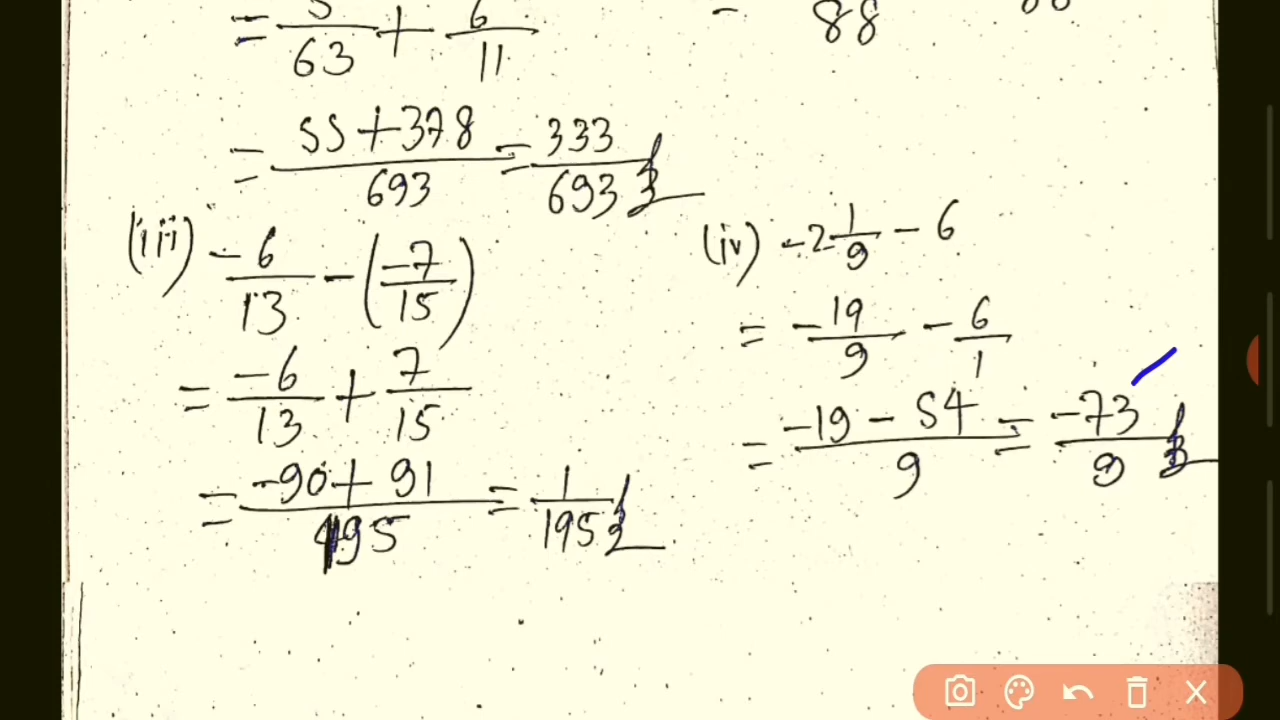 = 5/63 + 6/11
= (55+378)/693 = 333/693
(iii) -6/13 - (-7/15)
= -6/13 + 7/15
= (-90+91)/195 = 1/195
88
(iv) -2 1/9 - 6
= -19/9 - 6/1
= (-19-54)/9 = -73/9